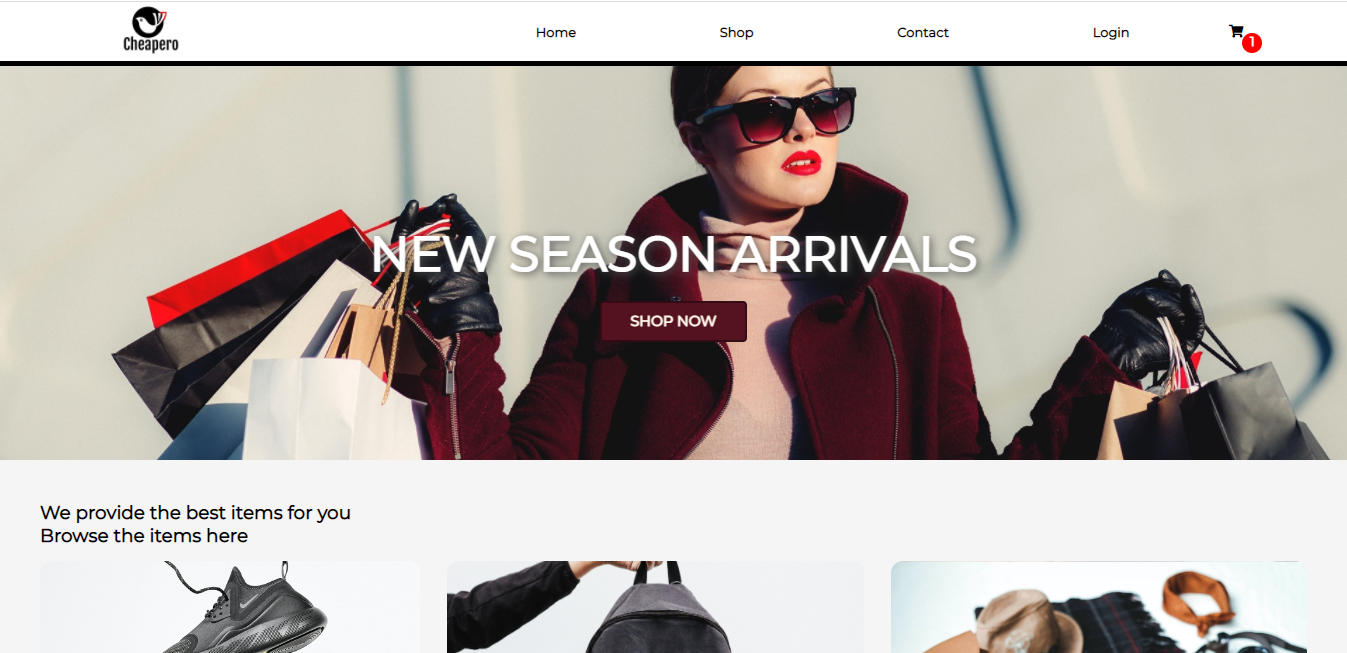 Cheapero
Home
Shop
Contact
Login
1
NEW SEASON ARRIVALS
SHOP NOW
We provide the best items for you
Browse the items here